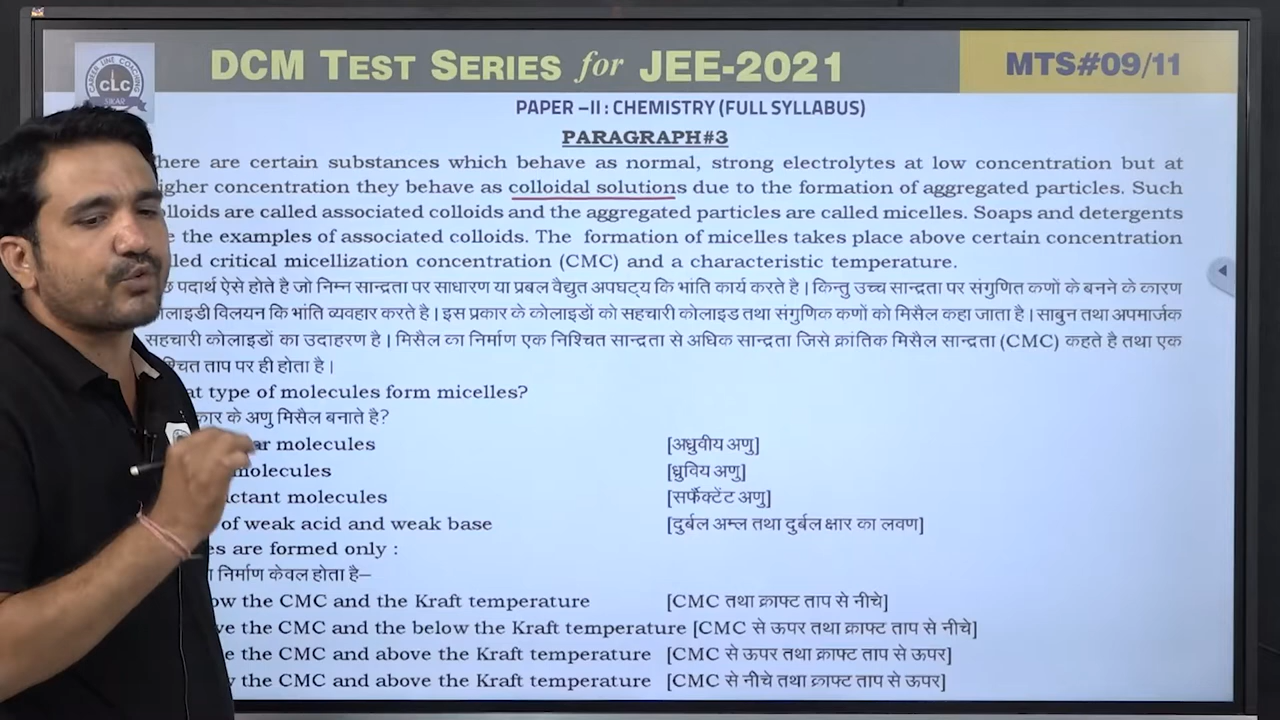 DCM TEST SERIES for JEE-2021
MTS#09/11
CAREER LINE COACHING
CLC
SIKAR
PAPER –II : CHEMISTRY (FULL SYLLABUS)
PARAGRAPH#3
here are certain substances which behave as normal, strong electrolytes at low concentration but at
igher concentration they behave as colloidal solutions due to the formation of aggregated particles. Such
lloids are called associated colloids and the aggregated particles are called micelles. Soaps and detergents
e the examples of associated colloids. The formation of micelles takes place above certain concentration
lled critical micellization concentration (CMC) and a characteristic temperature.
पदार्थ ऐसे होते है जो निम्न सान्द्रता पर साधारण या प्रबल वैद्युत अपघट्य कि भांति कार्य करते है। किन्तु उच्च सान्द्रता पर संगुणित कणों के बनने के कारण
लाइडी विलयन कि भांति व्यवहार करते है। इस प्रकार के कोलाइडों को सहचारी कोलाइड तथा संगुणिक कणों को मिसैल कहा जाता है। साबुन तथा अपमार्जक
सहचारी कोलाइडों का उदाहरण है। मिसैल का निर्माण एक निश्चित सान्द्रता से अधिक सान्द्रता जिसे क्रांतिक मिसैल सान्द्रता (CMC) कहते है तथा एक
श्चित ताप पर ही होता है।
at type of molecules form micelles?
कार के अणु मिसैल बनाते है?
ar molecules [अध्रुवीय अणु]
molecules [ध्रुविय अणु]
actant molecules [सर्फैक्टेंट अणु]
of weak acid and weak base [दुर्बल अम्ल तथा दुर्बल क्षार का लवण]
es are formed only :
निर्माण केवल होता है–
ow the CMC and the Kraft temperature [CMC तथा क्राफ्ट ताप से नीचे]
ve the CMC and the below the Kraft temperature [CMC से ऊपर तथा क्राफ्ट ताप से नीचे]
e the CMC and above the Kraft temperature [CMC से ऊपर तथा क्राफ्ट ताप से ऊपर]
the CMC and above the Kraft temperature [CMC से नीचे तथा क्राफ्ट ताप से ऊपर]